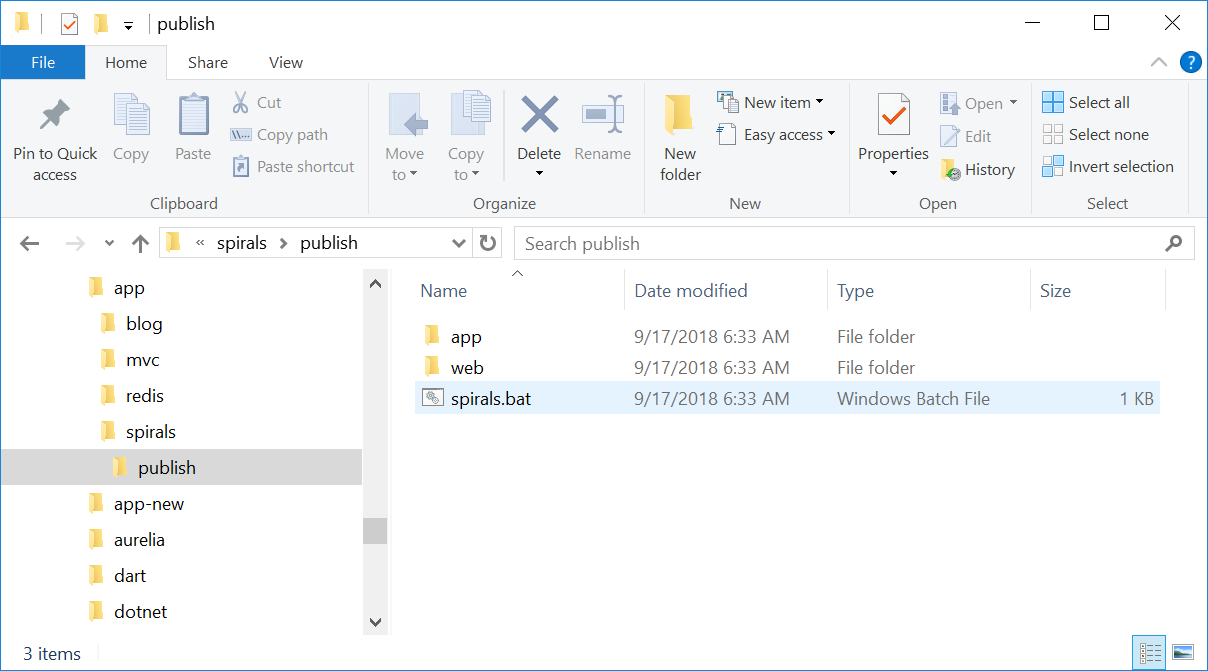 publish
File Home Share View
?
Pin to Quick access
Copy
Paste
Cut
Copy path
Paste shortcut
Clipboard
Move to
Copy to
Delete
Rename
Organize
New folder
New item
Easy access
New
Properties
Open
Edit
History
Open
Select all
Select none
Invert selection
Select
« spirals > publish
Search publish
app
blog
mvc
redis
spirals
publish
app-new
aurelia
dart
dotnet
Name Date modified Type Size
app 9/17/2018 6:33 AM File folder
web 9/17/2018 6:33 AM File folder
spirals.bat 9/17/2018 6:33 AM Windows Batch File 1 KB
3 items